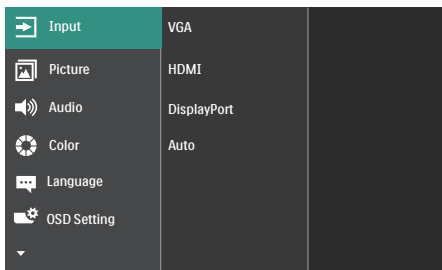 Input
Picture
Audio
Color
Language
OSD Setting
VGA
HDMI
DisplayPort
Auto